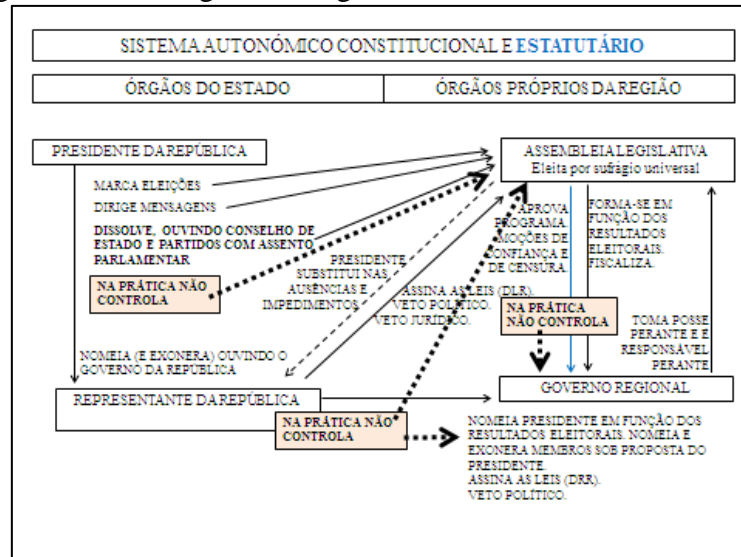 SISTEMA AUTONÓMICO CONSTITUCIONAL E ESTATUTÁRIO
ÓRGÃOS DO ESTADO
ÓRGÃOS PRÓPRIOS DA REGIÃO
PRESIDENTE DA REPÚBLICA
ASSEMBLEIA LEGISLATIVA
Eleita por sufrágio universal
MARCA ELEIÇÕES
DIRIGE MENSAGENS
DISSOLVE, OUVINDO CONSELHO DE
ESTADO E PARTIDOS COM ASSENTO
PARLAMENTAR
NA PRÁTICA NÃO
CONTROLA
PRESIDENTE
SUBSTITUI NAS
AUSÊNCIAS E
IMPEDIMENTOS
APROVA
PROGRAMA.
MOÇÕES DE
CONFIANÇA E
DE CENSURA.
FORMA-SE EM
FUNÇÃO DOS
RESULTADOS
ELEITORAIS.
FISCALIZA.
ASSINA AS LEIS (DLR).
VETO POLÍTICO.
VETO JURÍDICO.
NA PRÁTICA
NÃO CONTROLA
TOMA POSSE
PERANTE E É
RESPONSÁVEL
PERANTE
NOMEIA (E EXONERA) OUVINDO O
GOVERNO DA REPÚBLICA
REPRESENTANTE DA REPÚBLICA
GOVERNO REGIONAL
NA PRÁTICA NÃO
CONTROLA
NOMEIA PRESIDENTE EM FUNÇÃO DOS
RESULTADOS ELEITORAIS. NOMEIA E
EXONERA MEMBROS SOB PROPOSTA DO
PRESIDENTE.
ASSINA AS LEIS (DRR).
VETO POLÍTICO.